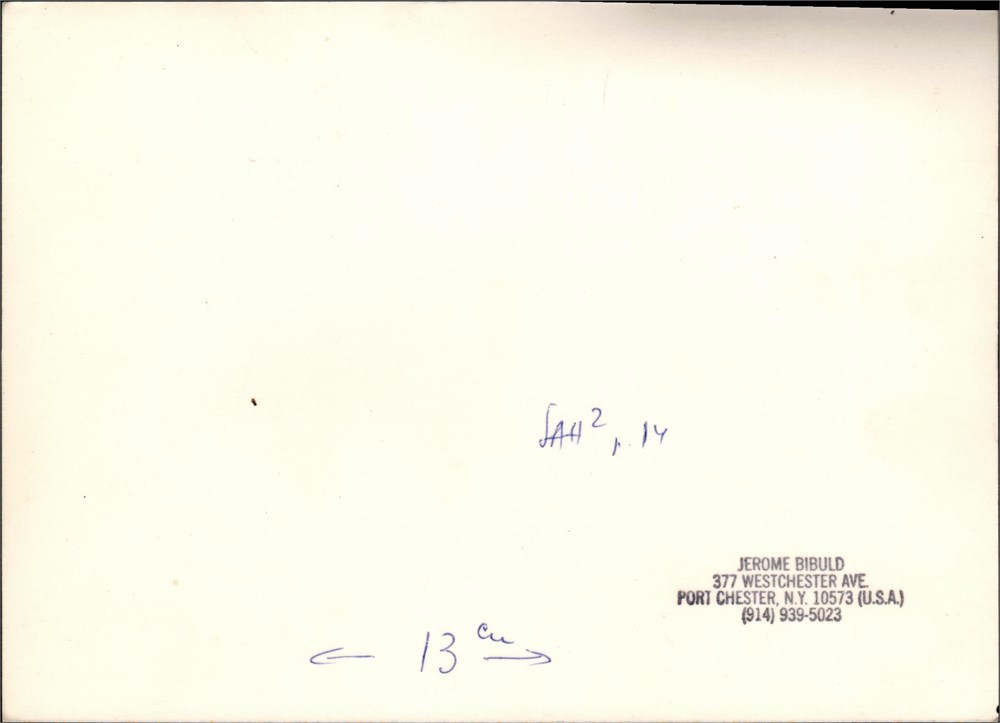 SAH², p. 14
JEROME BIBULD
377 WESTCHESTER AVE.
PORT CHESTER, N.Y. 10573 (U.S.A.)
(914) 939-5023
← 13 cm →